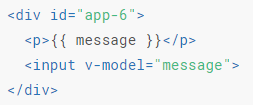 <div id="app-6">
  <p>{{ message }}</p>
  <input v-model="message">
</div>